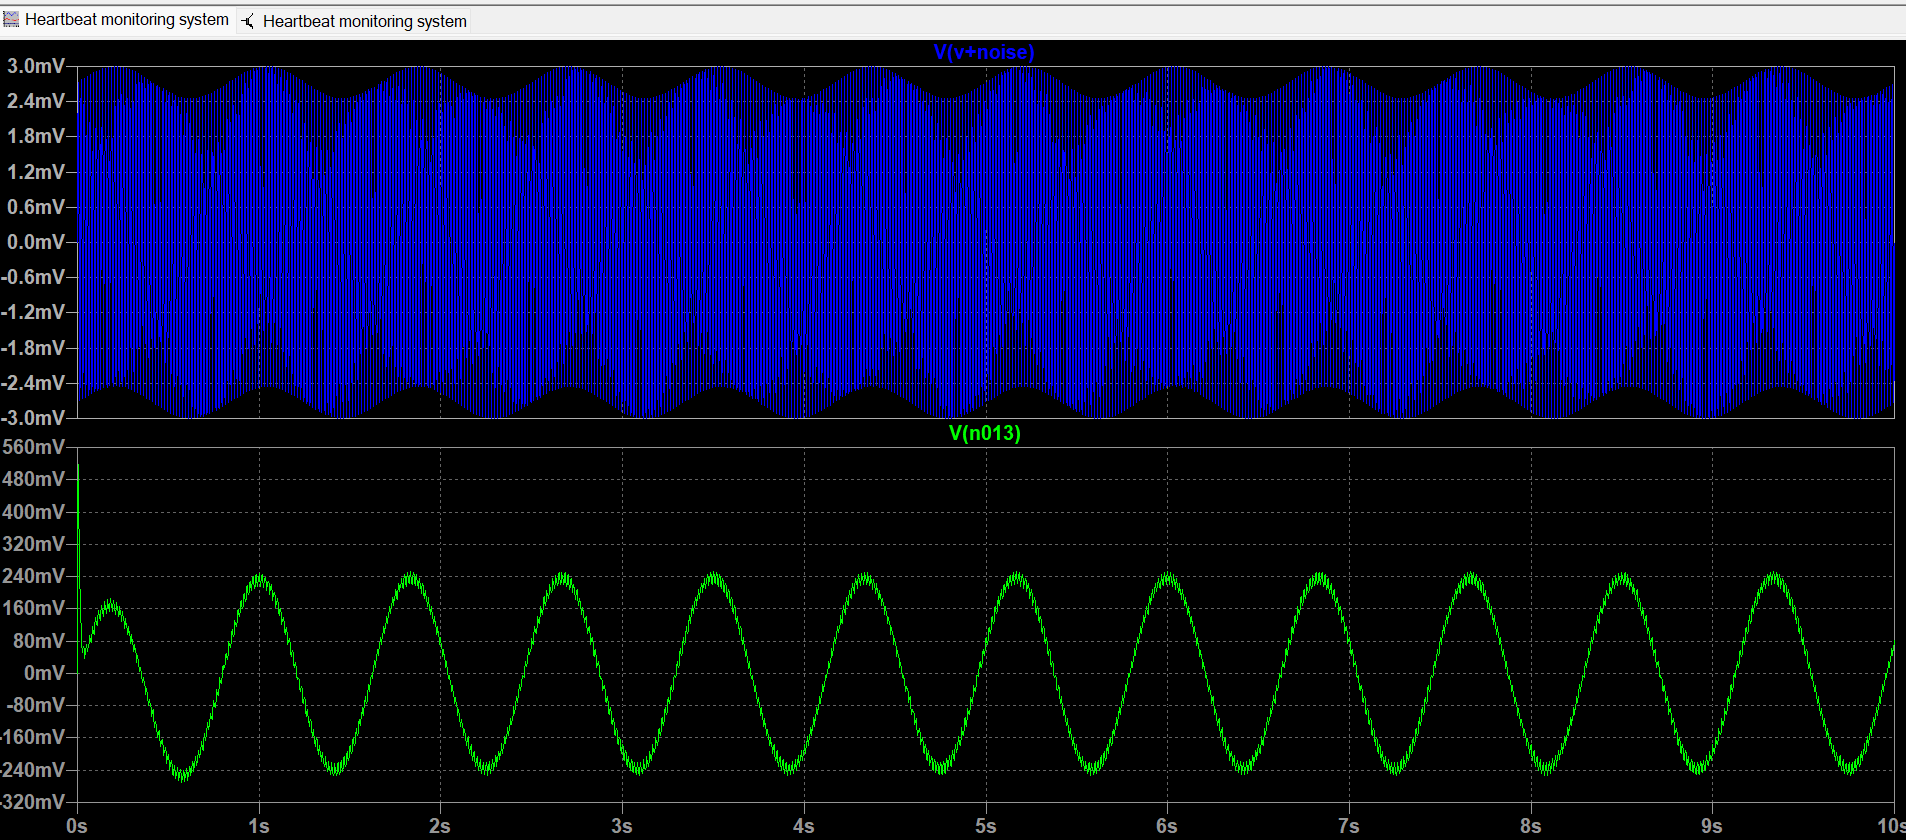 Heartbeat monitoring system Heartbeat monitoring system
V(v+noise)
3.0mV
2.4mV
1.8mV
1.2mV
0.6mV
0.0mV
-0.6mV
-1.2mV
-1.8mV
-2.4mV
-3.0mV
V(n013)
560mV
480mV
400mV
320mV
240mV
160mV
80mV
0mV
-80mV
-160mV
-240mV
-320mV
0s 1s 2s 3s 4s 5s 6s 7s 8s 9s 10s